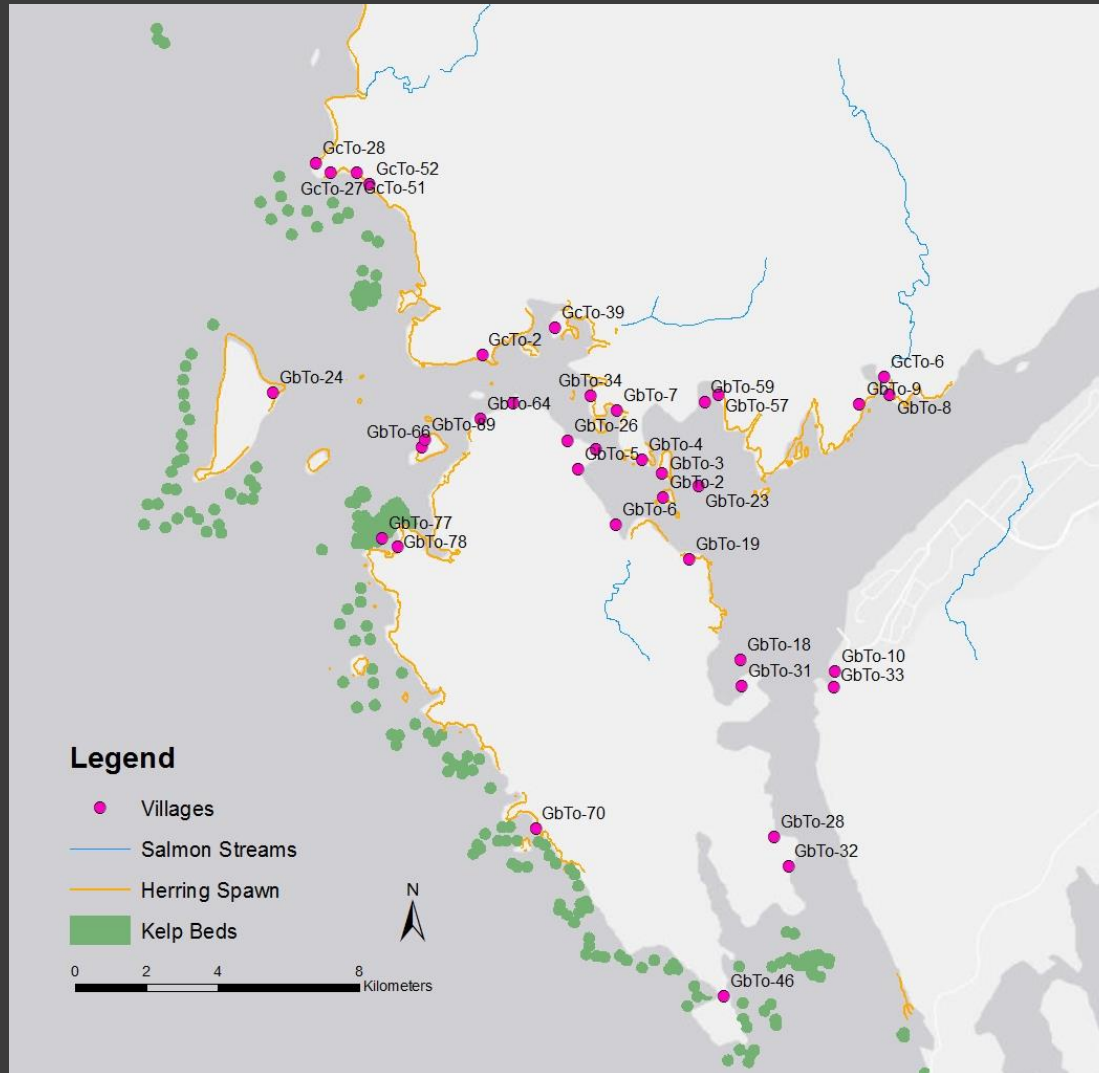 GcTo-28
GcTo-52
GcTo-27
GcTo-51
GcTo-39
GcTo-2
GcTo-6
GbTo-24
GbTo-34
GbTo-59
GbTo-9
GbTo-7
GbTo-57
GbTo-8
GbTo-64
GbTo-89
GbTo-66
GbTo-26
GbTo-4
GbTo-5
GbTo-3
GbTo-2
GbTo-23
GbTo-6
GbTo-77
GbTo-78
GbTo-19
GbTo-18
GbTo-10
GbTo-31
GbTo-33
GbTo-70
GbTo-28
GbTo-32
GbTo-46
Legend
Villages
Salmon Streams
Herring Spawn
Kelp Beds
N
0 2 4 8
Kilometers